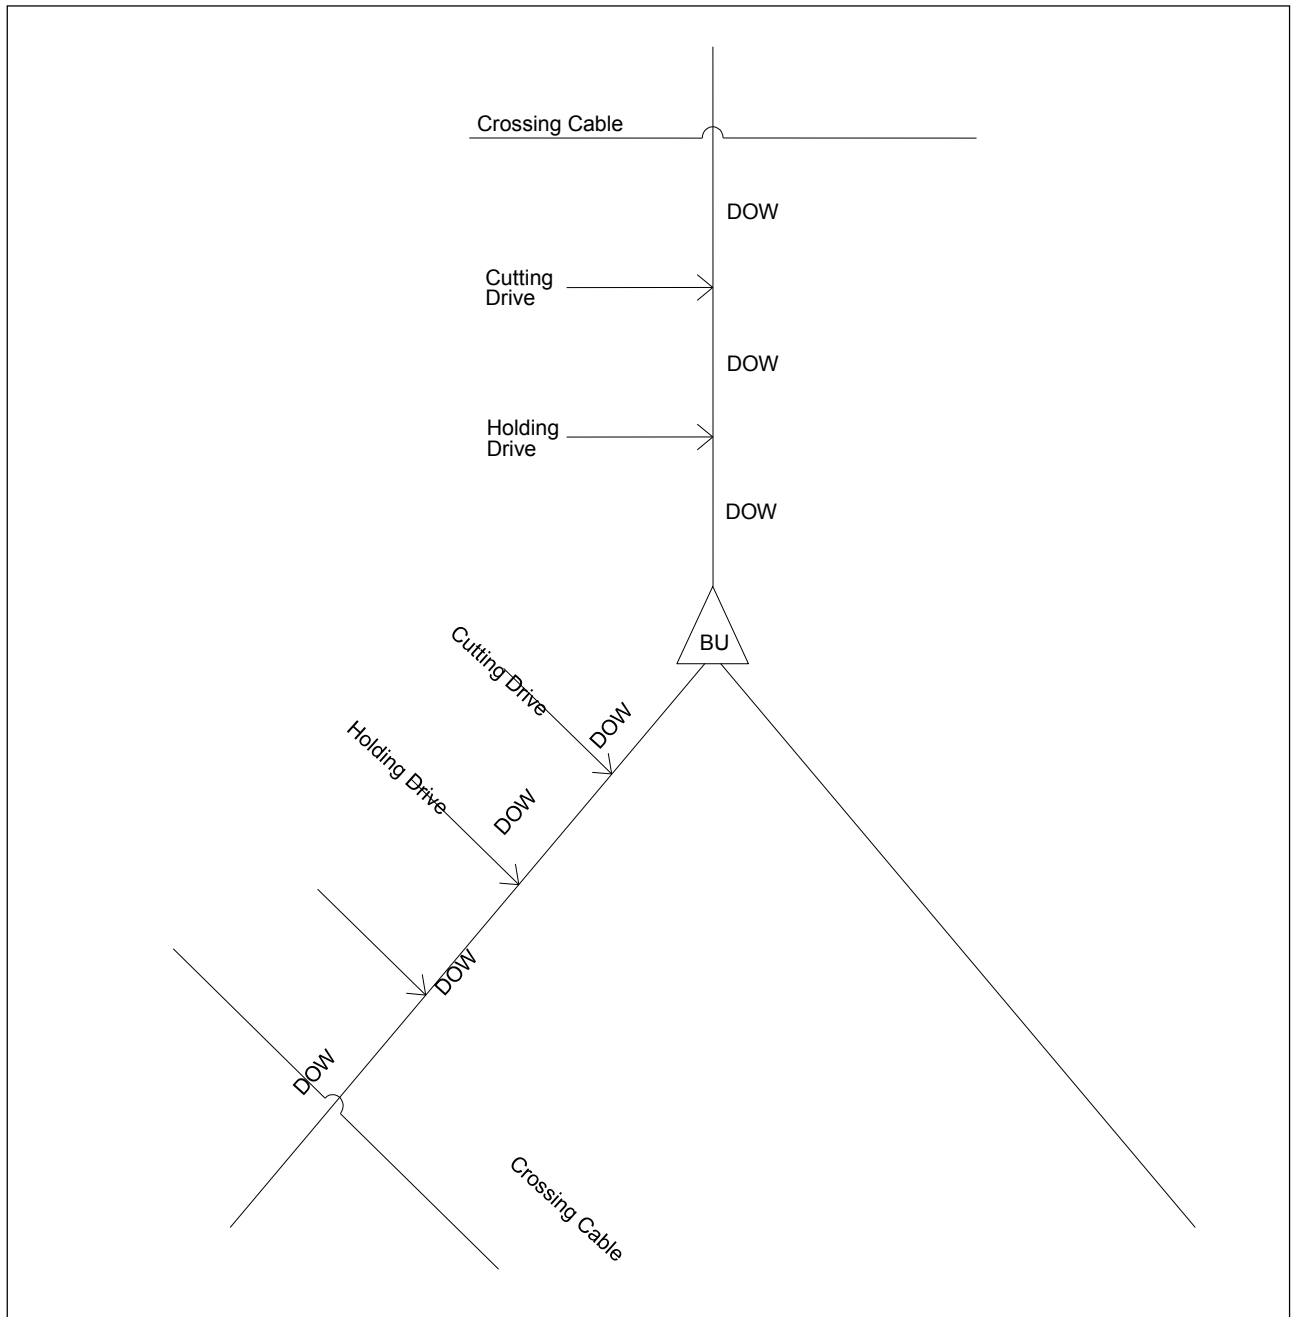 Crossing Cable
DOW
Cutting
Drive
DOW
Holding
Drive
DOW
BU
Cutting Drive
DOW
Holding Drive
DOW
DOW
DOW
Crossing Cable